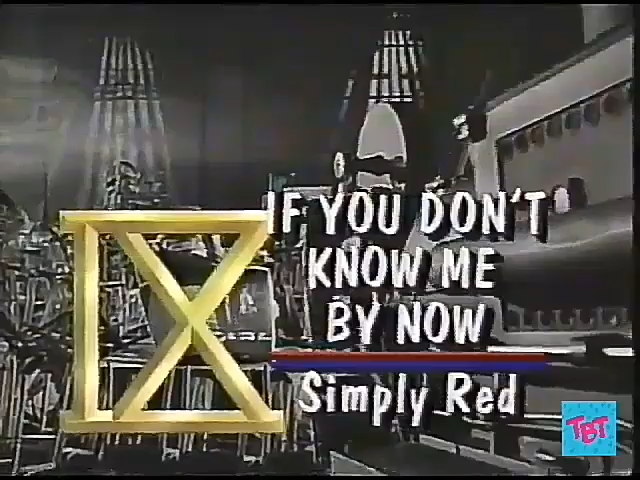 IX
IF YOU DON'T
KNOW ME
BY NOW
Simply Red
TBT